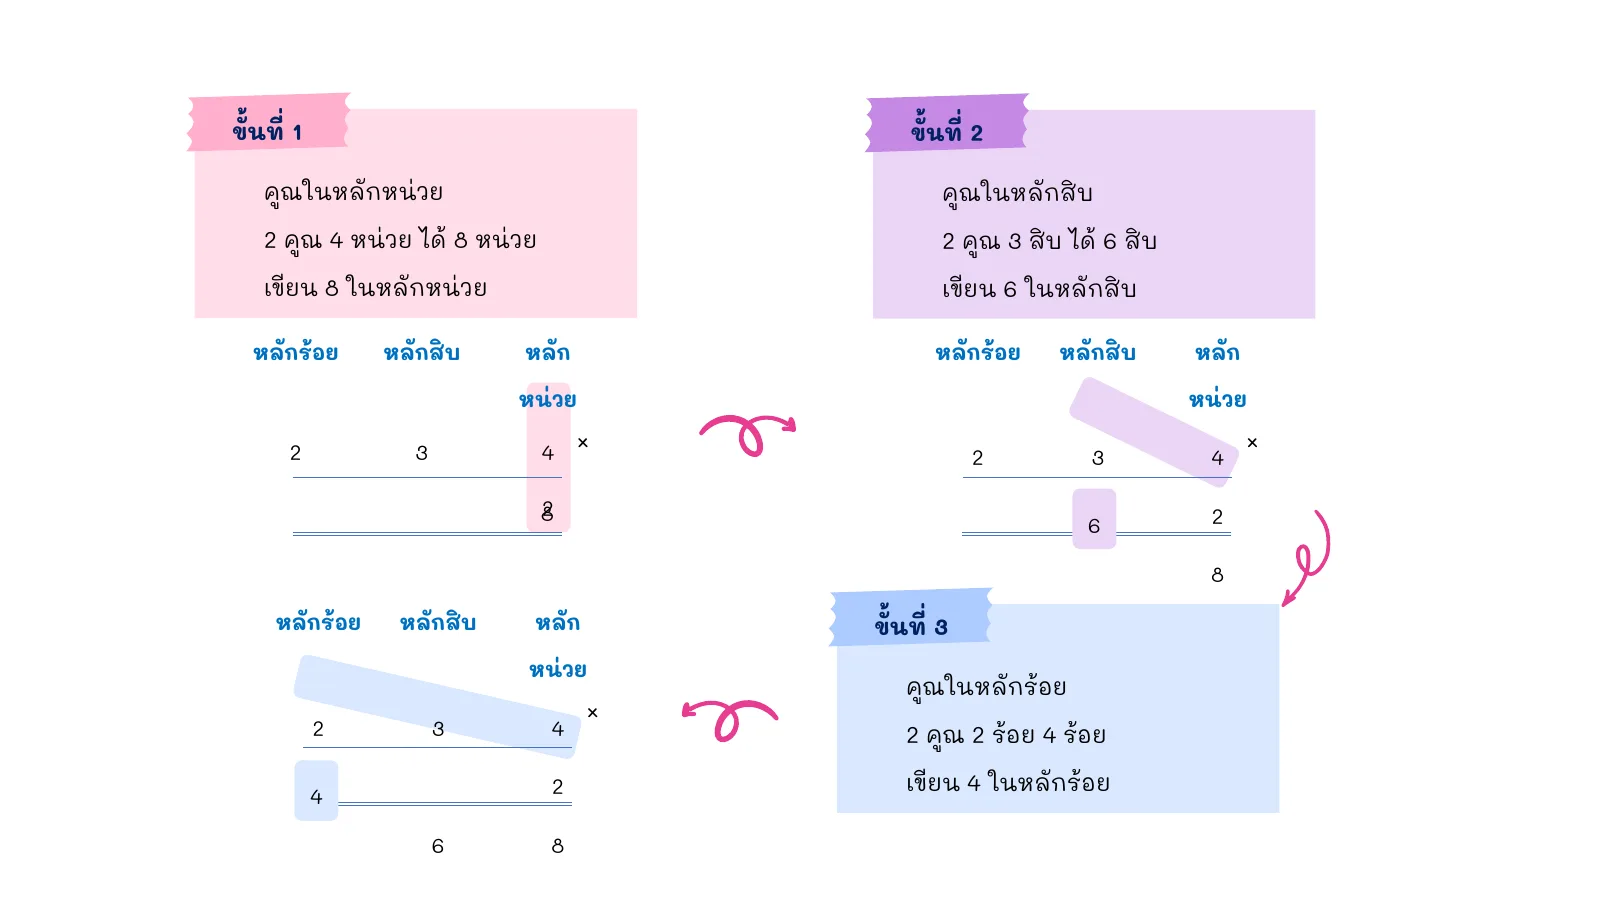 ขั้นที่ 1
คูณในหลักหน่วย
2 คูณ 4 หน่วย ได้ 8 หน่วย
เขียน 8 ในหลักหน่วย
หลักร้อย หลักสิบ หลัก
หน่วย
×
2 3 4
2
8
ขั้นที่ 2
คูณในหลักสิบ
2 คูณ 3 สิบ ได้ 6 สิบ
เขียน 6 ในหลักสิบ
หลักร้อย หลักสิบ หลัก
หน่วย
×
2 3 4
2
6
8
ขั้นที่ 3
คูณในหลักร้อย
2 คูณ 2 ร้อย 4 ร้อย
เขียน 4 ในหลักร้อย
หลักร้อย หลักสิบ หลัก
หน่วย
×
2 3 4
2
4
6 8